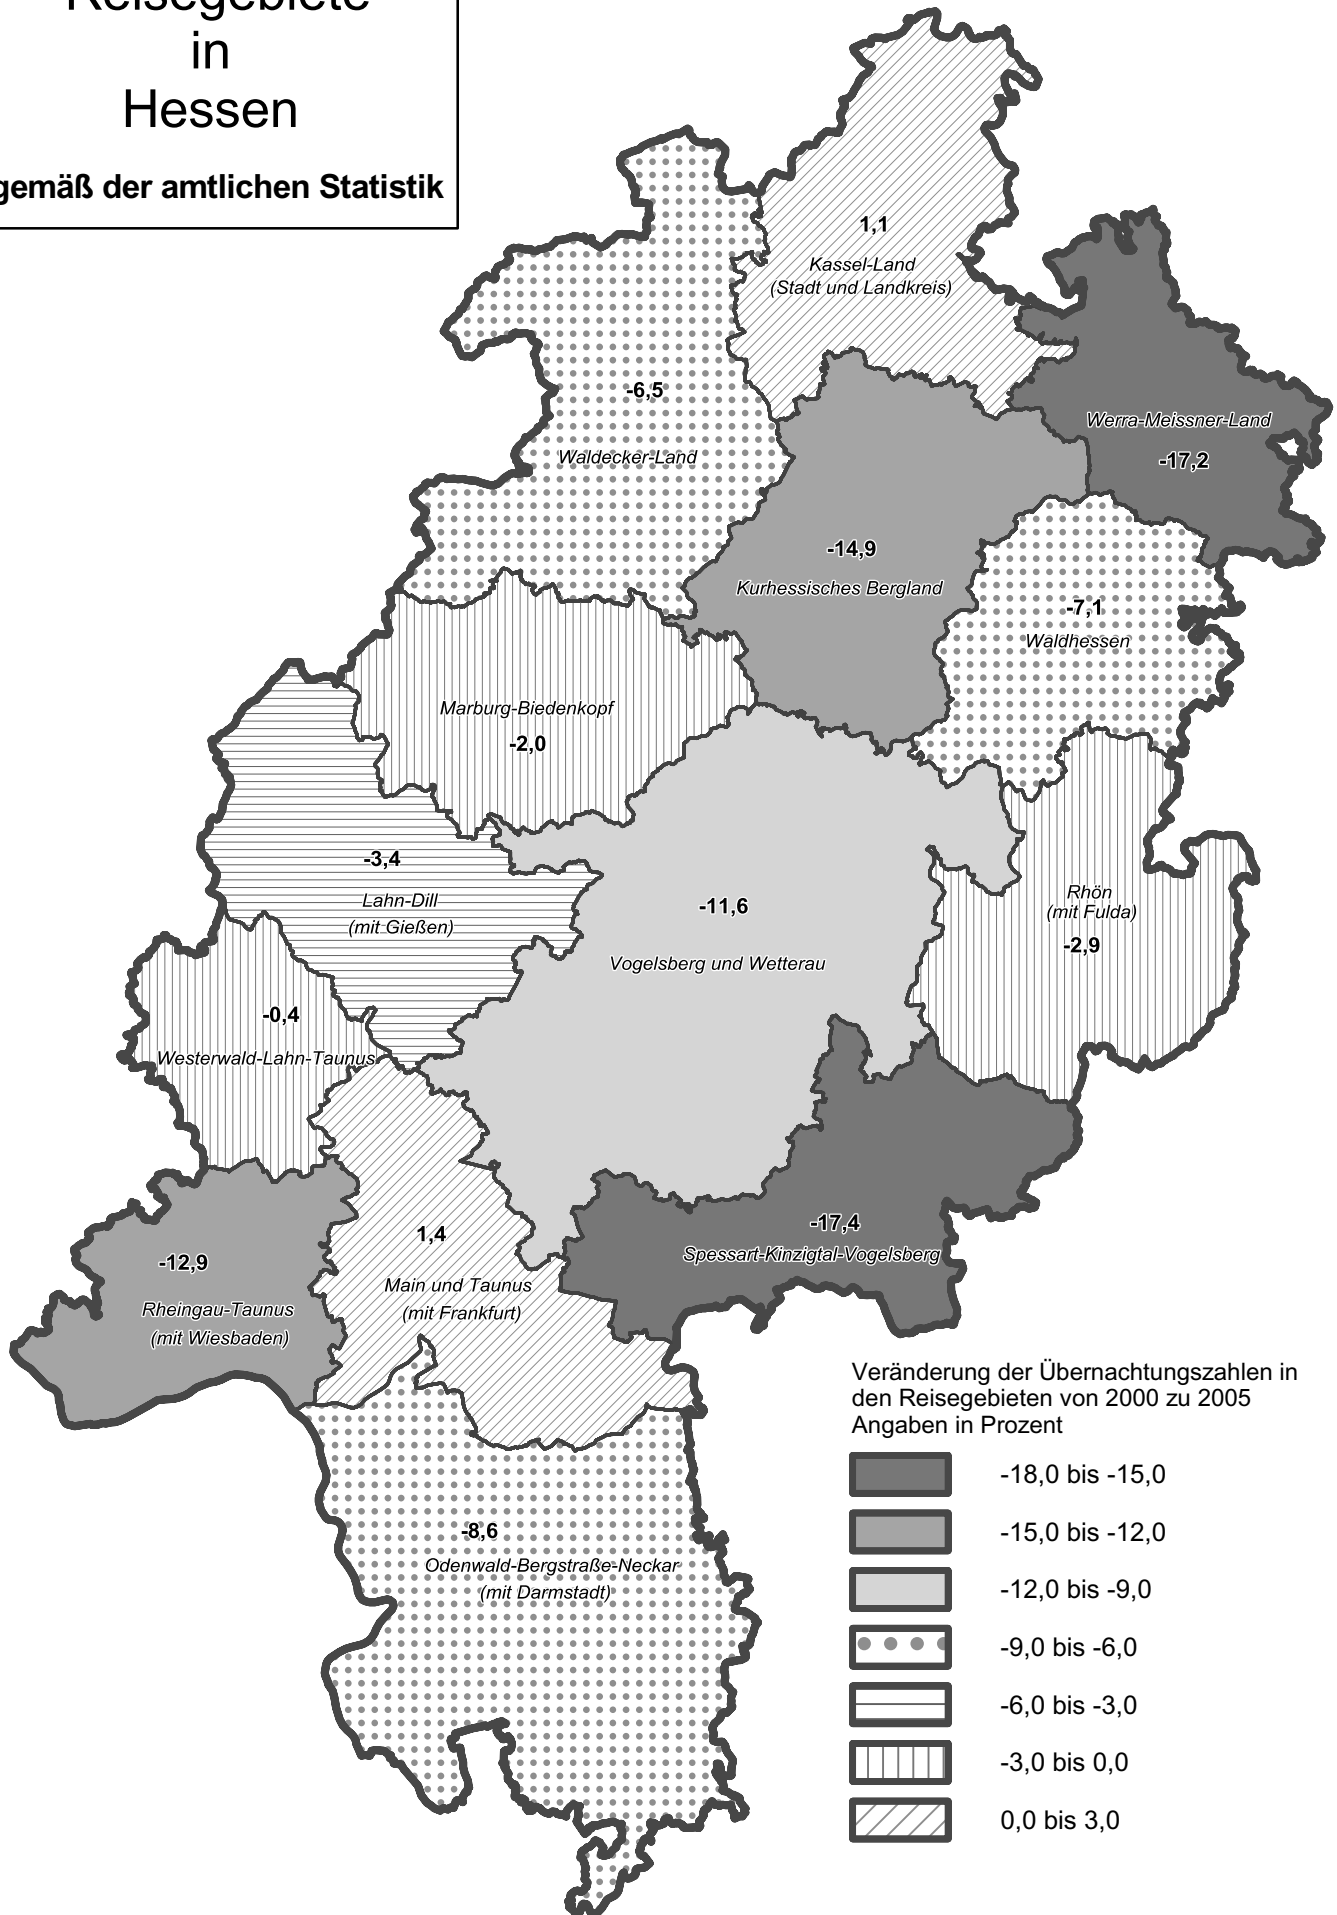 Reisegebiete
in
Hessen
gemäß der amtlichen Statistik
1,1
Kassel-Land
(Stadt und Landkreis)
-6,5
Waldecker-Land
Werra-Meissner-Land
-17,2
-14,9
Kurhessisches Bergland
-7,1
Waldhessen
Marburg-Biedenkopf
-2,0
-3,4
Lahn-Dill
(mit Gießen)
-11,6
Vogelsberg und Wetterau
Rhön
(mit Fulda)
-2,9
-0,4
Westerwald-Lahn-Taunus
-17,4
Spessart-Kinzigtal-Vogelsberg
1,4
Main und Taunus
(mit Frankfurt)
-12,9
Rheingau-Taunus
(mit Wiesbaden)
-8,6
Odenwald-Bergstraße-Neckar
(mit Darmstadt)
Veränderung der Übernachtungszahlen in
den Reisegebieten von 2000 zu 2005
Angaben in Prozent
-18,0 bis -15,0
-15,0 bis -12,0
-12,0 bis -9,0
-9,0 bis -6,0
-6,0 bis -3,0
-3,0 bis 0,0
0,0 bis 3,0